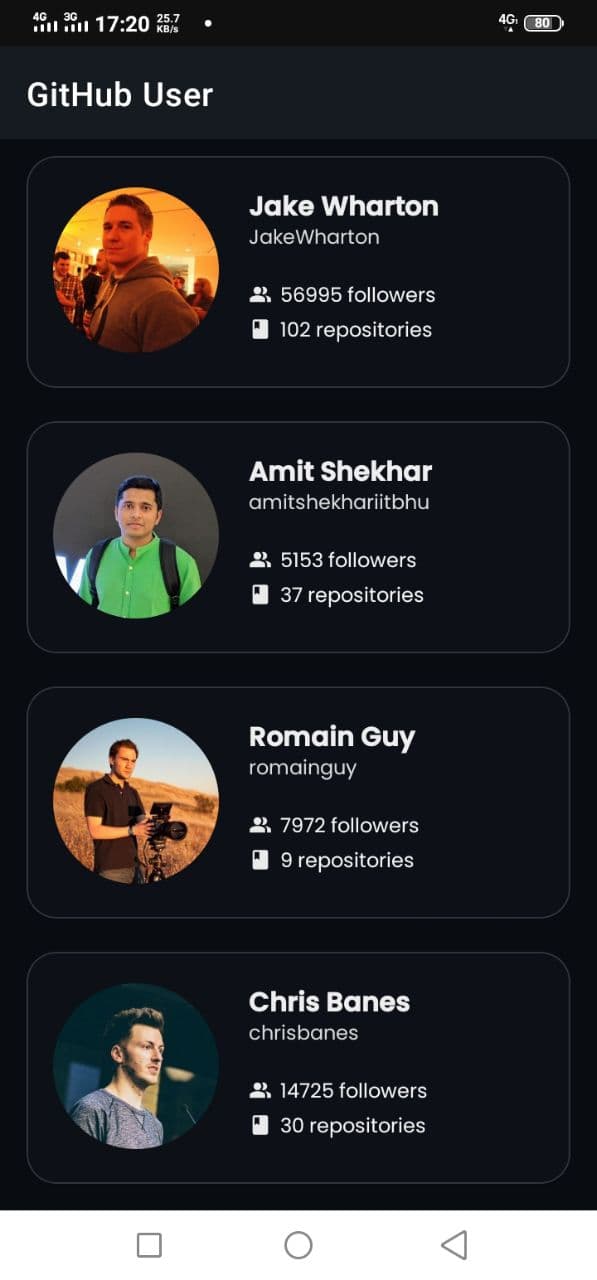 4G 3G 17:20 25.7 KB/s 4G 80
GitHub User
Jake Wharton
JakeWharton
56995 followers
102 repositories
Amit Shekhar
amitshekhariitbhu
5153 followers
37 repositories
Romain Guy
romainguy
7972 followers
9 repositories
Chris Banes
chrisbanes
14725 followers
30 repositories